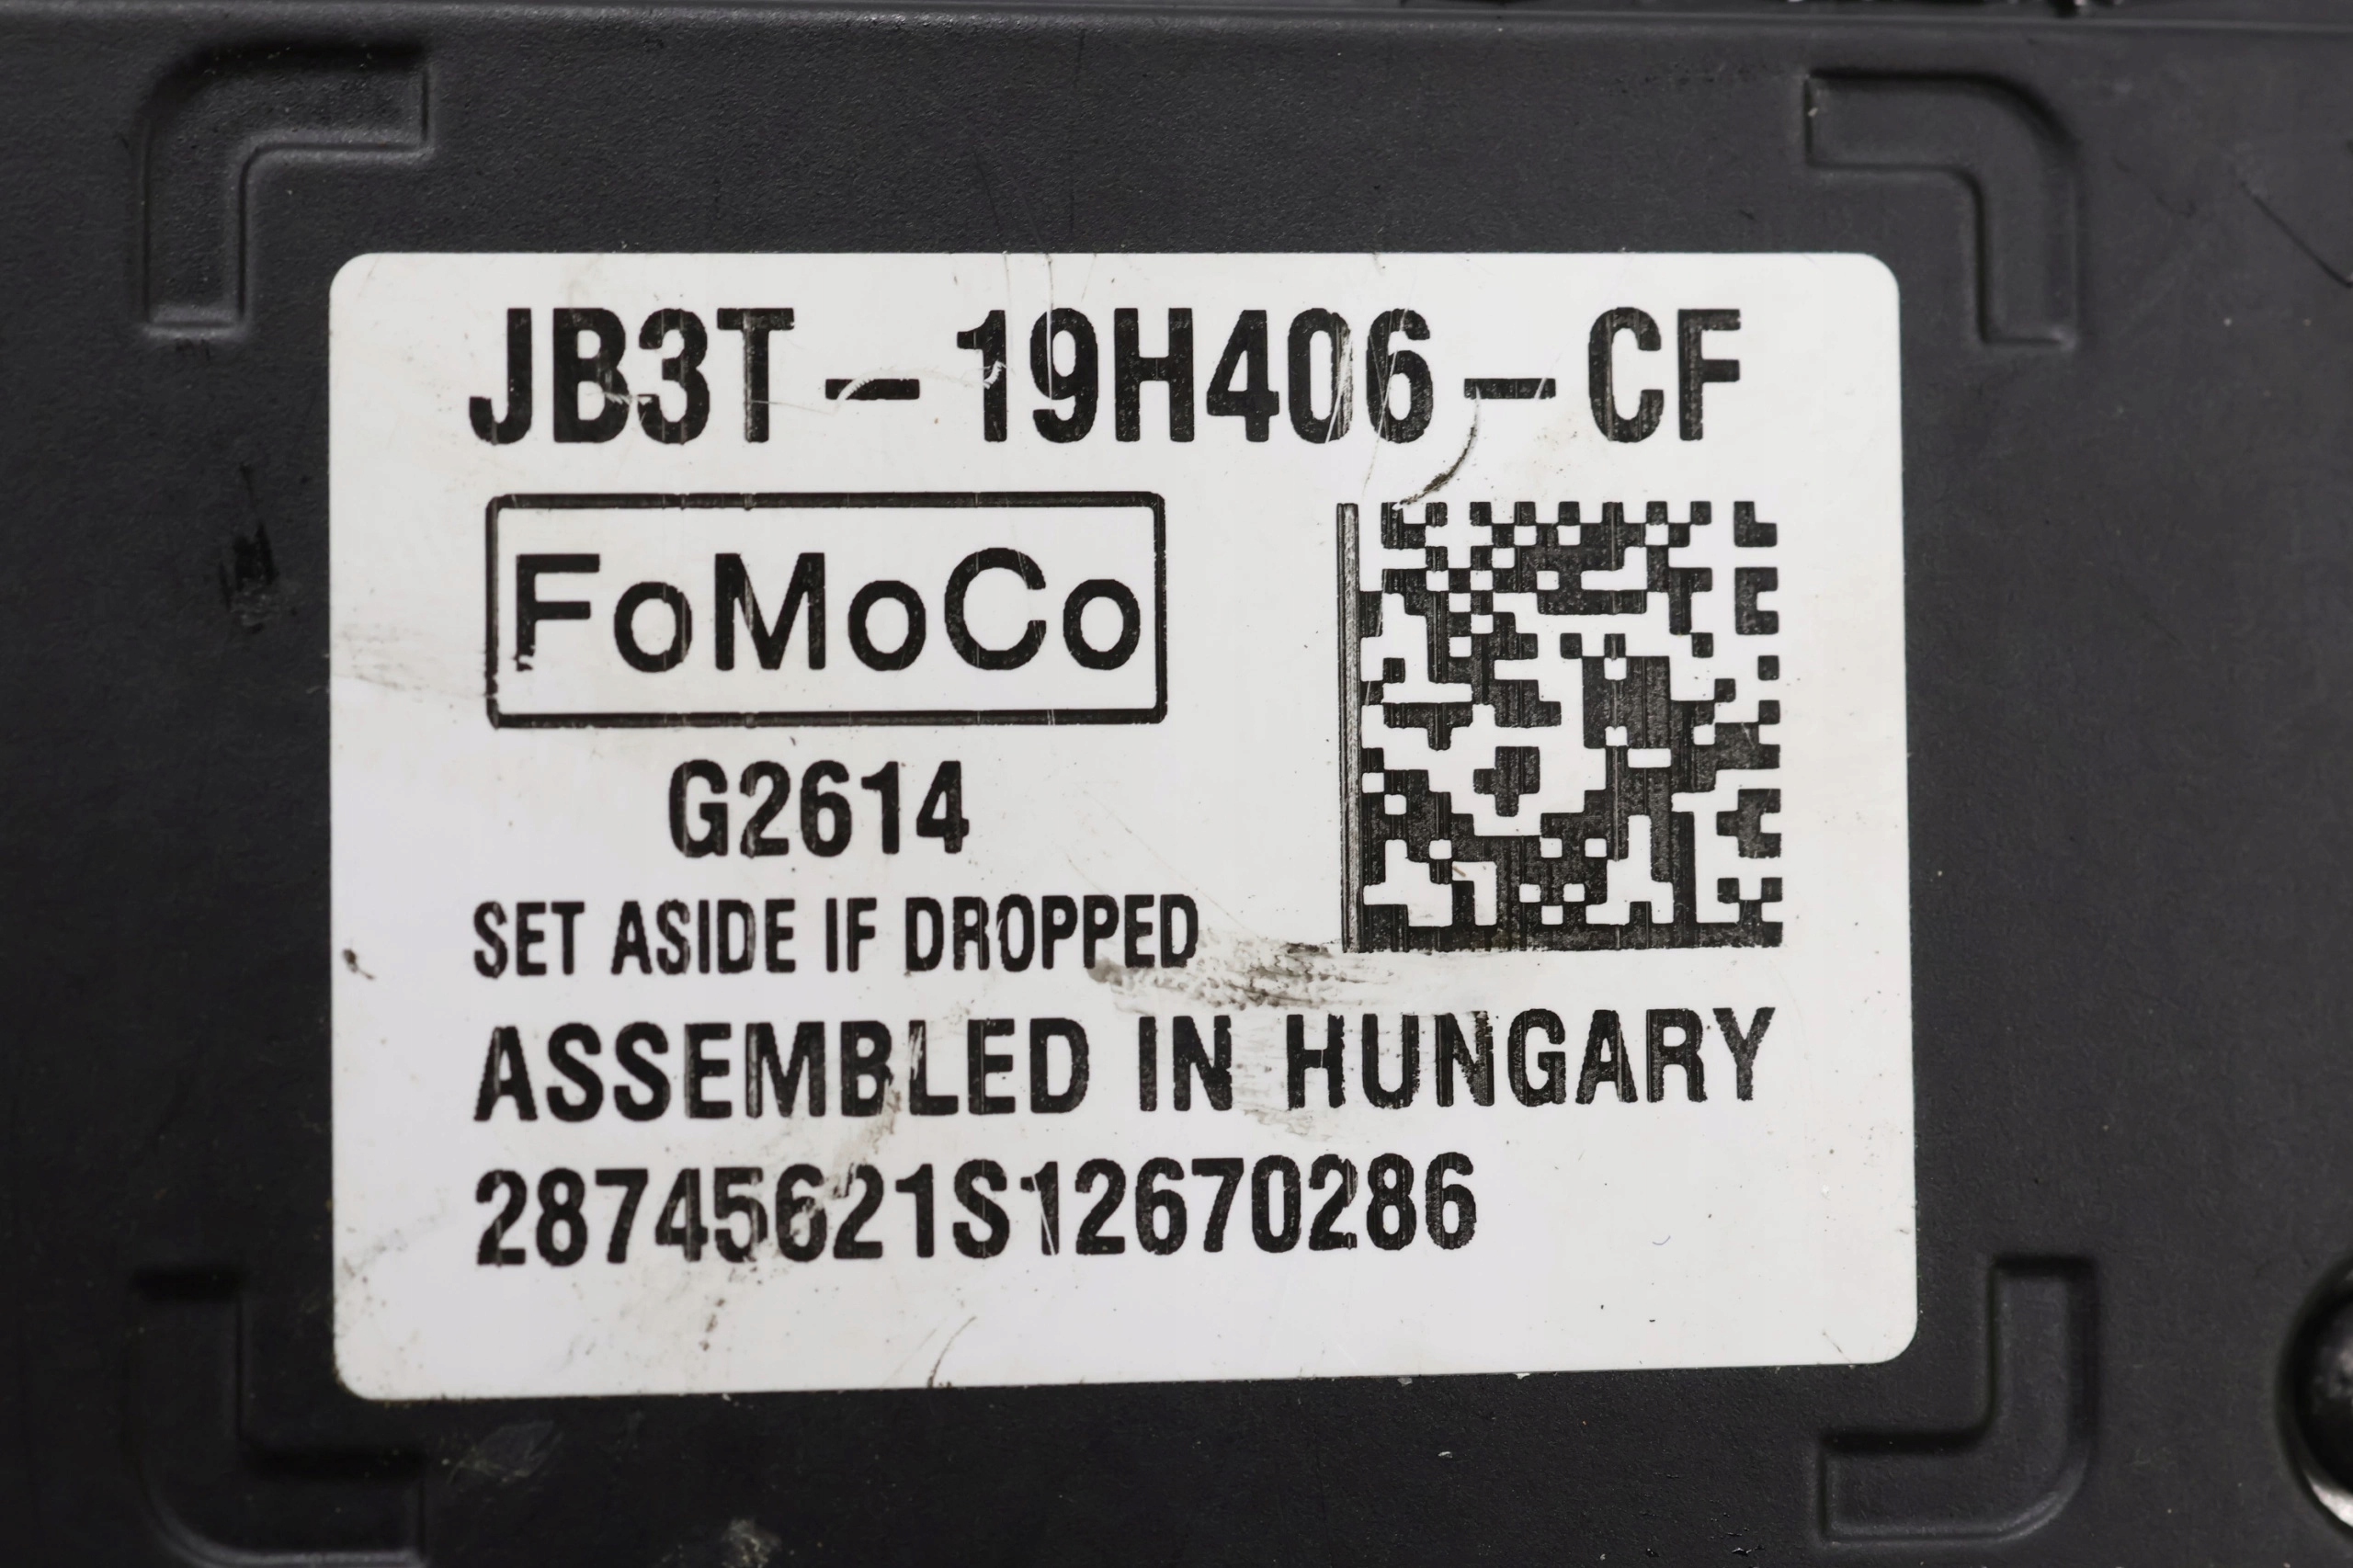 JB3T-19H406-CF
FoMoCo
G2614
SET ASIDE IF DROPPED
ASSEMBLED IN HUNGARY
28745621S12670286